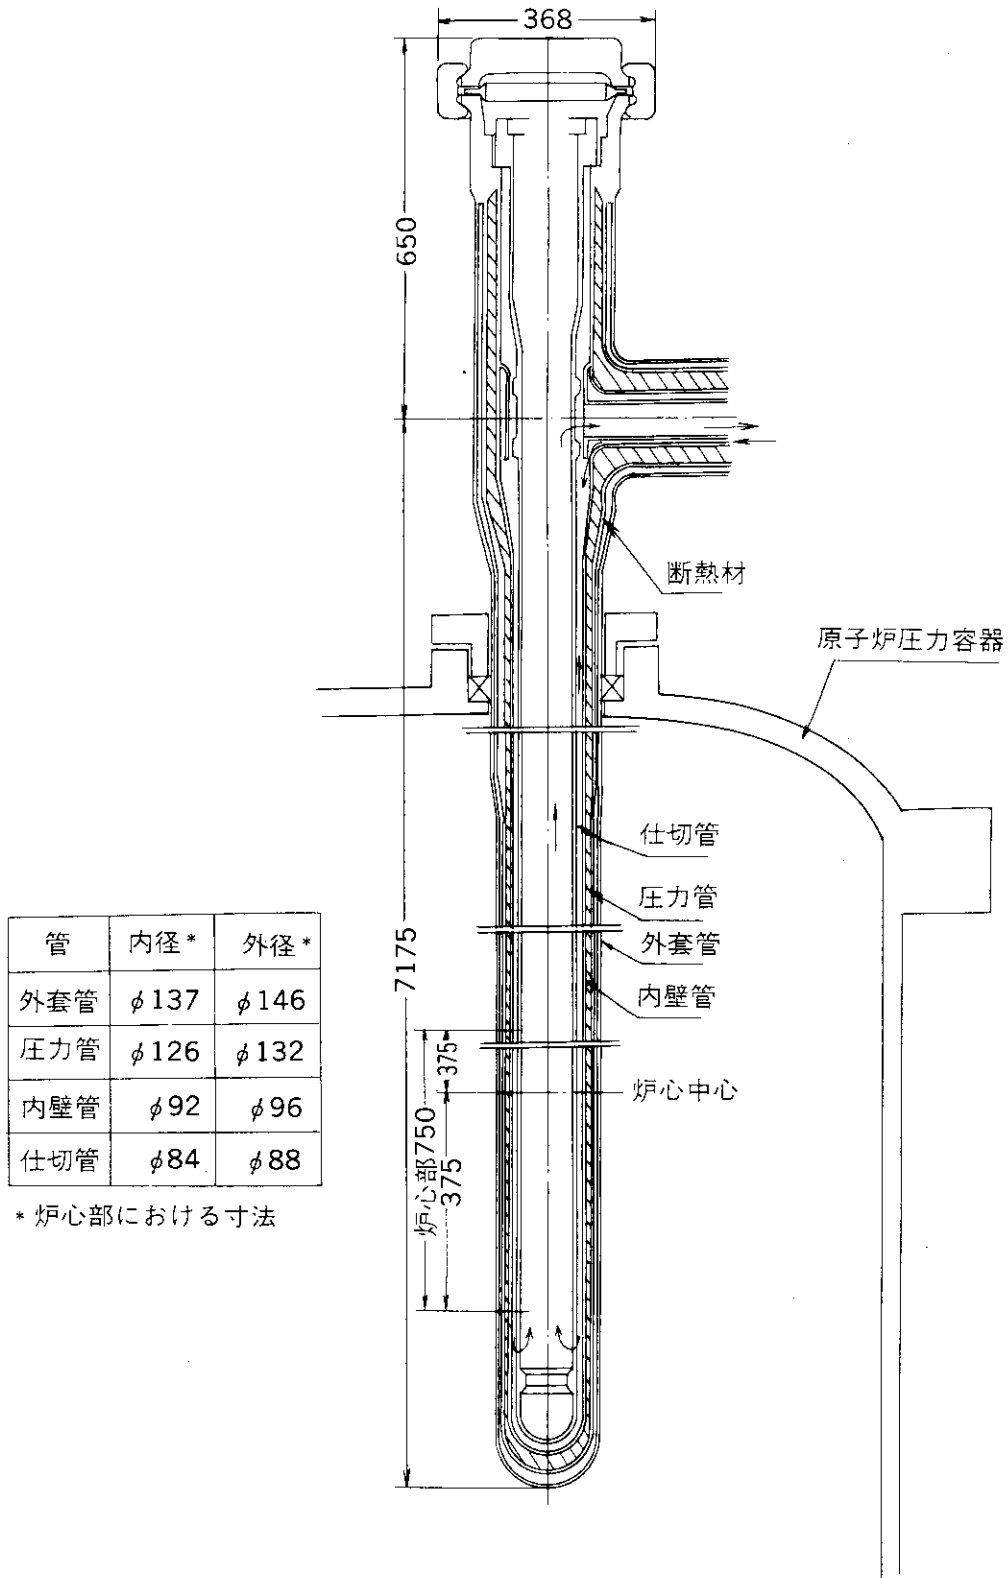 368
650
断熱材
原子炉圧力容器
仕切管
圧力管
外套管
内壁管
7175
375
炉心中心
炉心部750
375
管 内径* 外径*
外套管 φ137 φ146
圧力管 φ126 φ132
内壁管 φ92 φ96
仕切管 φ84 φ88
* 炉心部における寸法